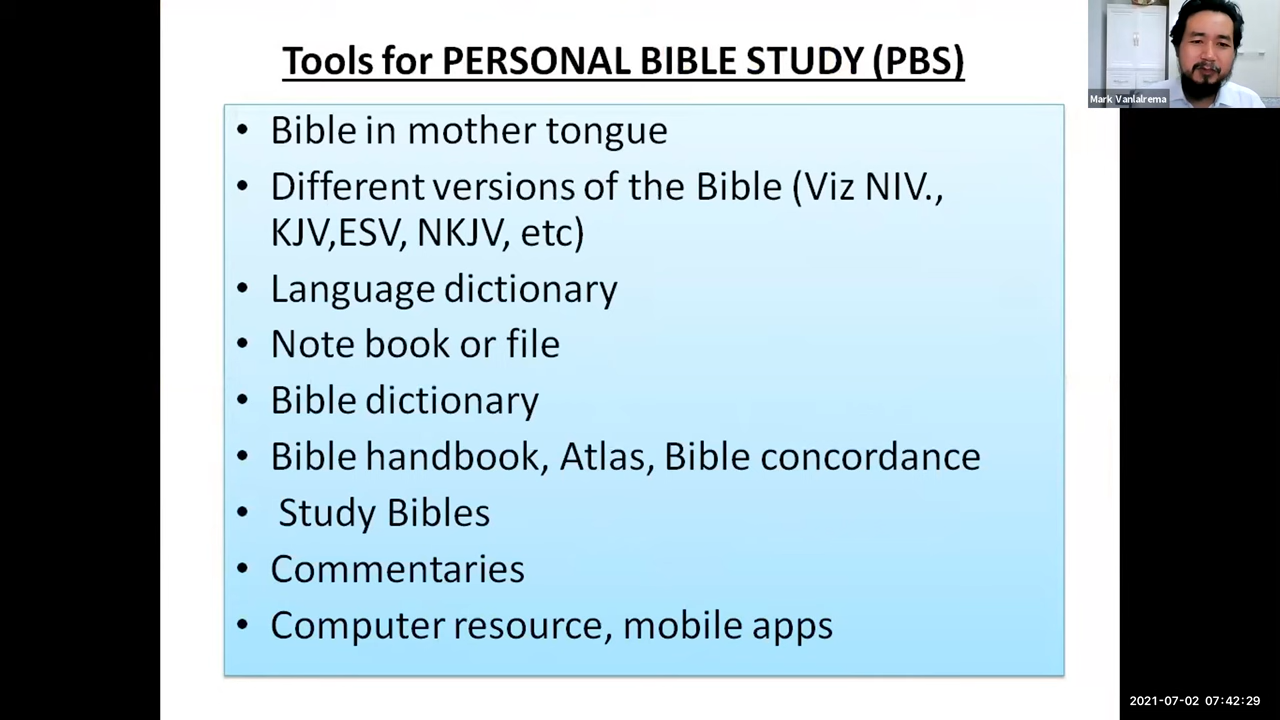 Tools for PERSONAL BIBLE STUDY (PBS)
Mark Vanlalrema
• Bible in mother tongue
• Different versions of the Bible (Viz NIV.,
KJV,ESV, NKJV, etc)
• Language dictionary
• Note book or file
• Bible dictionary
• Bible handbook, Atlas, Bible concordance
• Study Bibles
• Commentaries
• Computer resource, mobile apps
2021-07-02 07:42:29